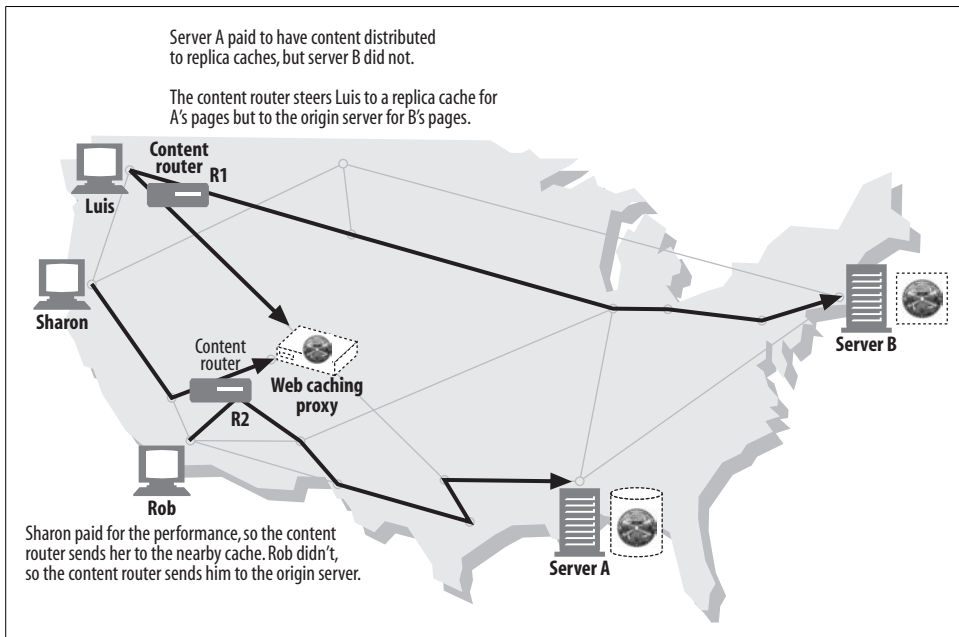 Server A paid to have content distributed
to replica caches, but server B did not.
The content router steers Luis to a replica cache for
A's pages but to the origin server for B's pages.
Content
router
R1
Luis
Sharon
Server B
Content
router
Web caching
proxy
R2
Rob
Server A
Sharon paid for the performance, so the content
router sends her to the nearby cache. Rob didn't,
so the content router sends him to the origin server.